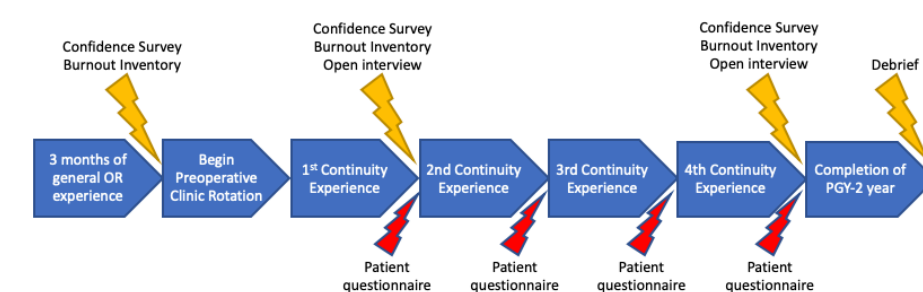 Confidence Survey
Burnout Inventory
Confidence Survey
Burnout Inventory
Open interview
Confidence Survey
Burnout Inventory
Open interview
Debrief
3 months of
general OR
experience
Begin
Preoperative
Clinic Rotation
1st Continuity
Experience
2nd Continuity
Experience
3rd Continuity
Experience
4th Continuity
Experience
Completion of
PGY-2 year
Patient
questionnaire
Patient
questionnaire
Patient
questionnaire
Patient
questionnaire